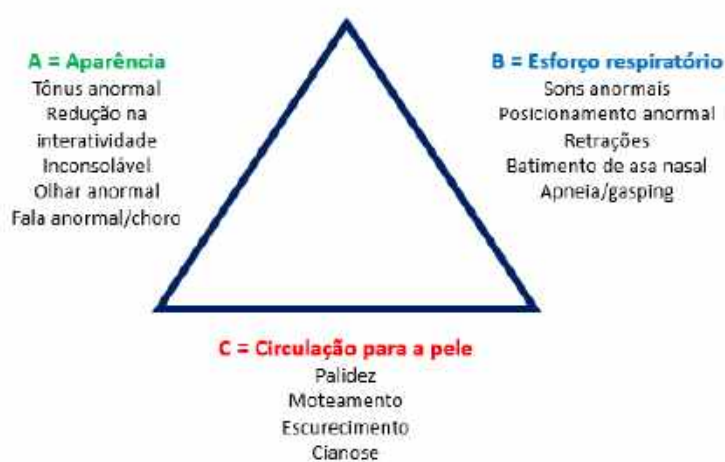 A = Aparência
Tônus anormal
Redução na
interatividade
Inconsolável
Olhar anormal
Fala anormal/choro
B = Esforço respiratório
Sons anormais
Posicionamento anormal
Retrações
Batimento de asa nasal
Apneia/gasping
C = Circulação para a pele
Palidez
Moteamento
Escurecimento
Cianose